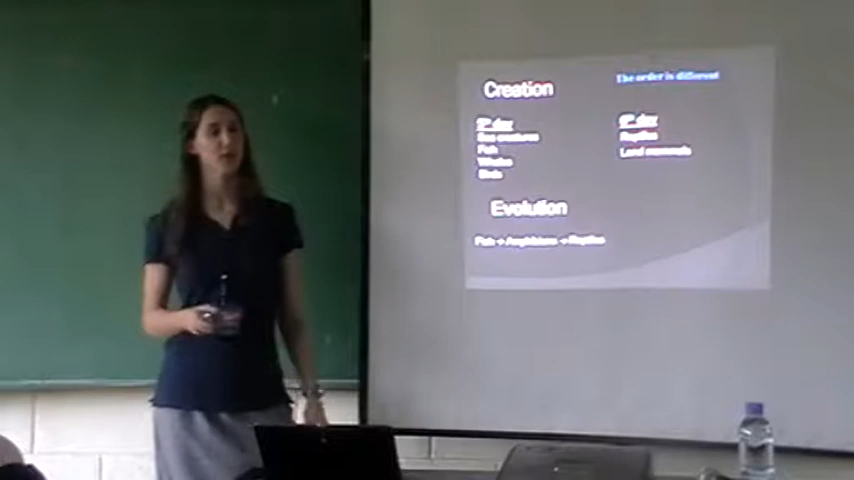 The order is different
Creation
5th day
Sea creatures
Fish
Whales
Birds
6th day
Reptiles
Land mammals
Evolution
Fish → Amphibians → Reptiles